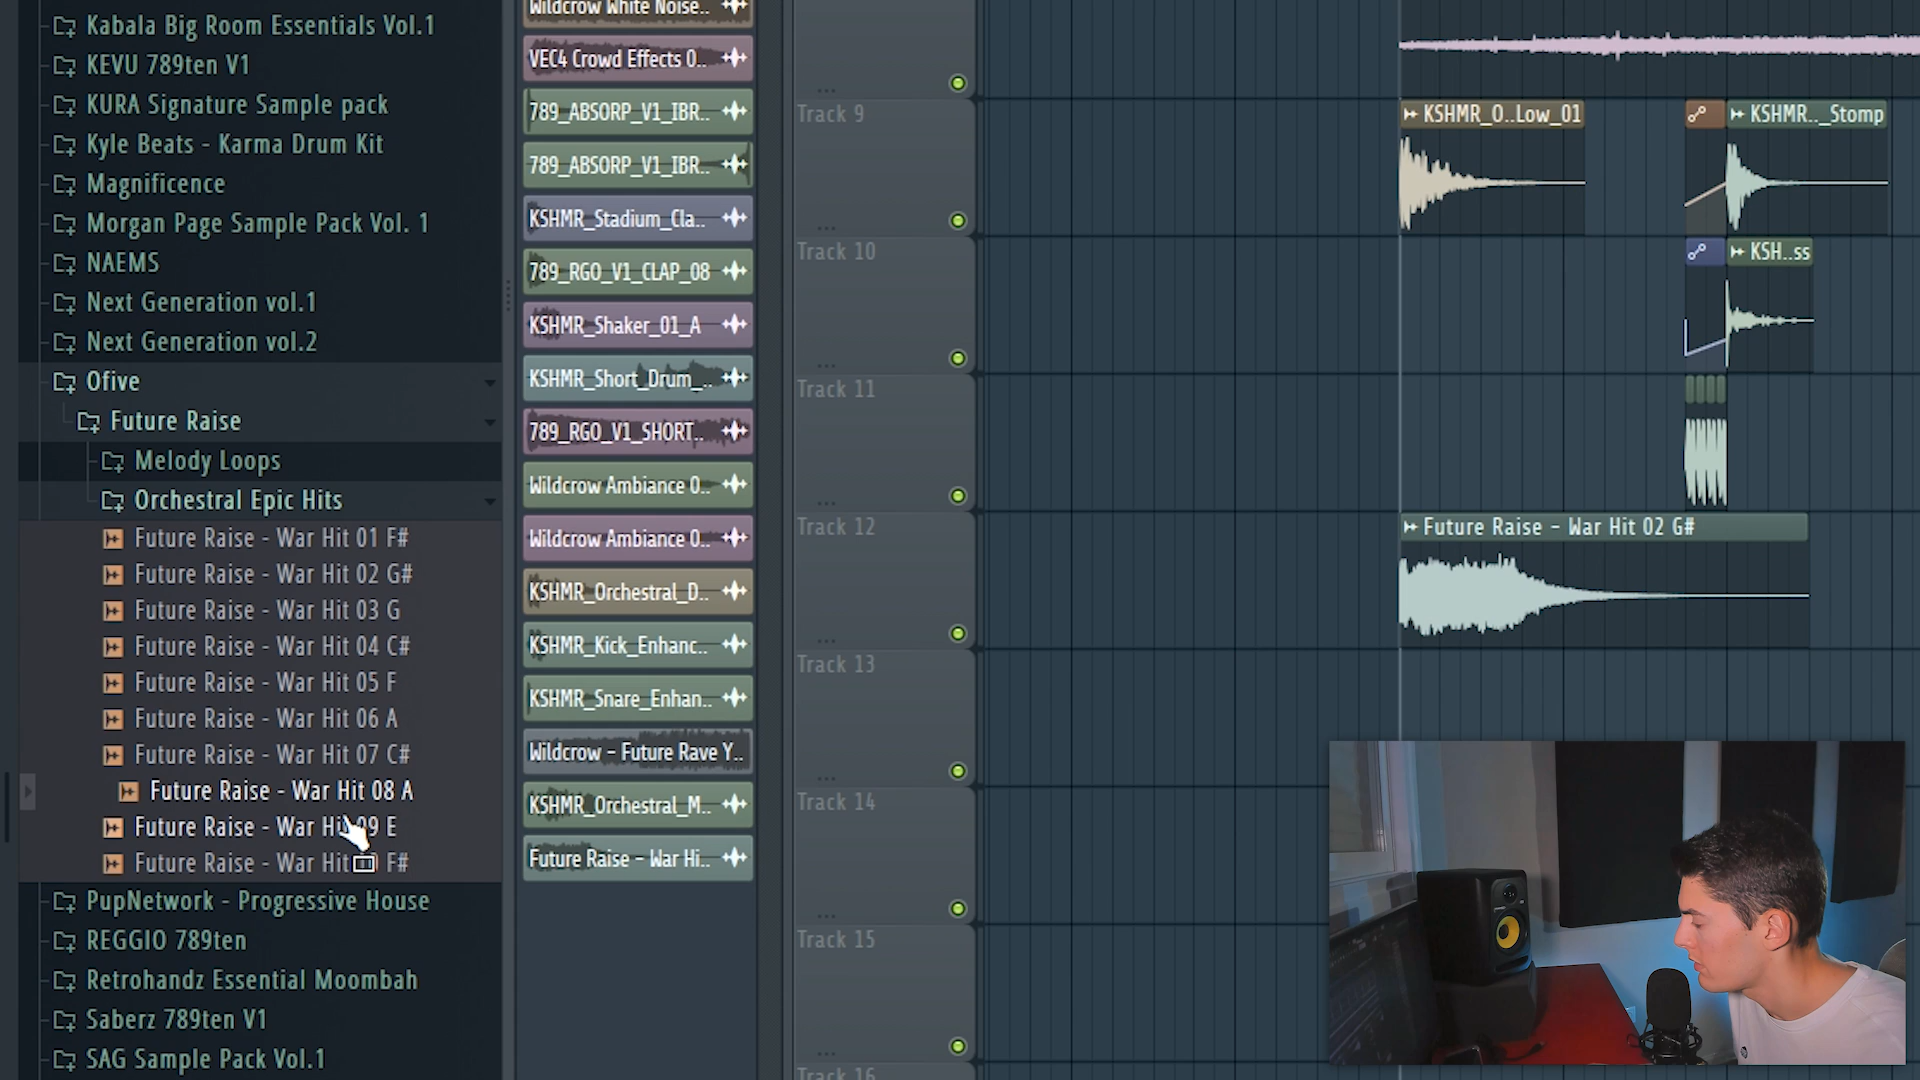 Kabala Big Room Essentials Vol.1
KEVU 789ten V1
KURA Signature Sample pack
Kyle Beats - Karma Drum Kit
Magnificence
Morgan Page Sample Pack Vol. 1
NAEMS
Next Generation vol.1
Next Generation vol.2
Ofive
Future Raise
Melody Loops
Orchestral Epic Hits
Future Raise - War Hit 01 F#
Future Raise - War Hit 02 G#
Future Raise - War Hit 03 G
Future Raise - War Hit 04 C#
Future Raise - War Hit 05 F
Future Raise - War Hit 06 A
Future Raise - War Hit 07 C#
Future Raise - War Hit 08 A
Future Raise - War Hit 09 E
Future Raise - War Hit F#
PupNetwork - Progressive House
REGGIO 789ten
Retrohandz Essential Moombah
Saberz 789ten V1
SAG Sample Pack Vol.1
Wildcrow White Noise..
VEC4 Crowd Effects 0..
789_ABSORP_V1_IBR..
789_ABSORP_V1_IBR..
KSHMR_Stadium_Cla..
789_RGO_V1_CLAP_08
KSHMR_Shaker_01_A
KSHMR_Short_Drum_..
789_RGO_V1_SHORT..
Wildcrow Ambiance 0..
Wildcrow Ambiance 0..
KSHMR_Orchestral_D..
KSHMR_Kick_Enhanc..
KSHMR_Snare_Enhan..
Wildcrow - Future Rave Y..
KSHMR_Orchestral_M..
Future Raise - War Hi..
Track 9
Track 10
Track 11
Track 12
Track 13
Track 14
Track 15
Track 16
KSHMR_O..Low_01
KSHMR.._Stomp
KSH..ss
Future Raise - War Hit 02 G#